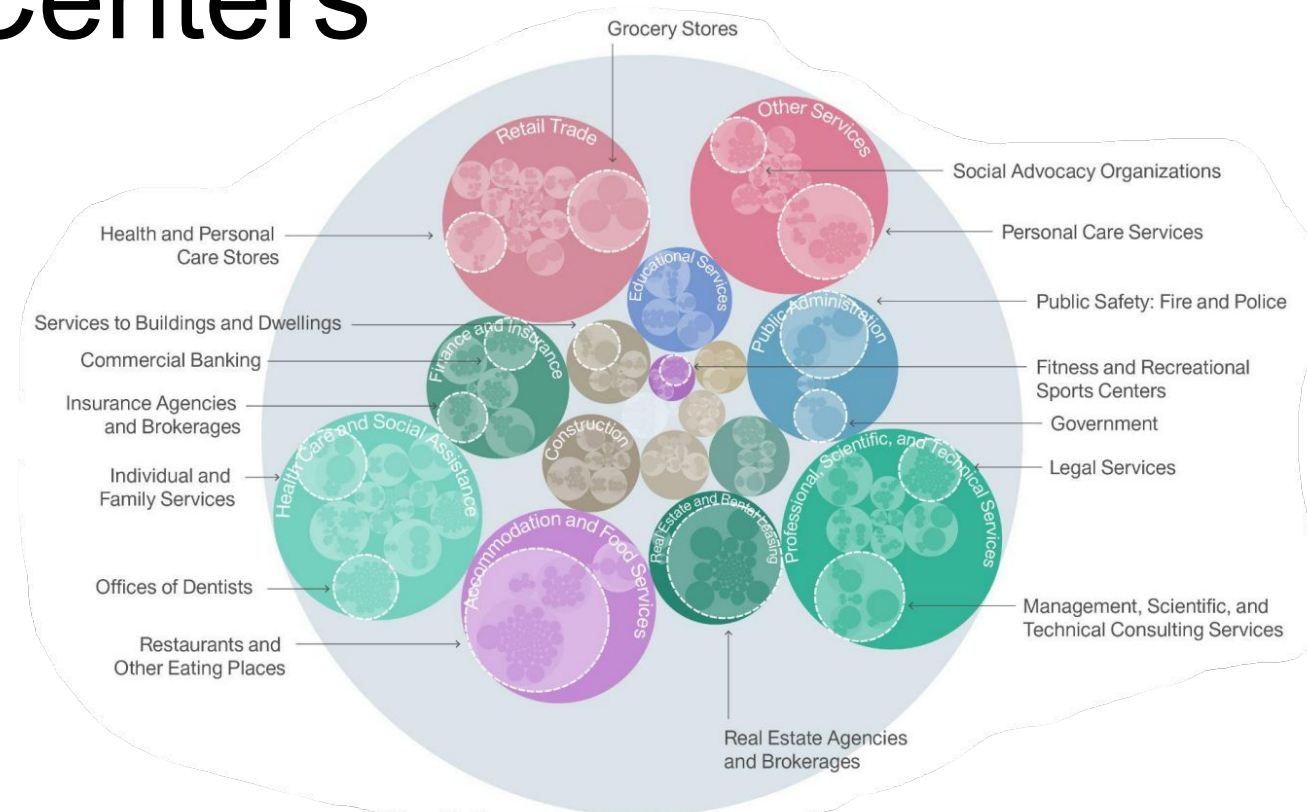 Centers
Grocery Stores
Retail Trade
Other Services
Social Advocacy Organizations
Health and Personal
Care Stores
Personal Care Services
Educational Services
Public Administration
Public Safety: Fire and Police
Services to Buildings and Dwellings
Finance and Insurance
Commercial Banking
Fitness and Recreational
Sports Centers
Insurance Agencies
and Brokerages
Government
Health Care and Social Assistance
Construction
Professional, Scientific, and Technical Services
Legal Services
Individual and
Family Services
Real Estate and Rental Leasing
Accommodation and Food Services
Offices of Dentists
Management, Scientific, and
Technical Consulting Services
Restaurants and
Other Eating Places
Real Estate Agencies
and Brokerages